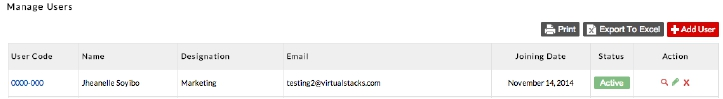 Manage Users
Print Export To Excel Add User
User Code Name Designation Email Joining Date Status Action
0000-000 Jheanelle Soyibo Marketing testing2@virtualstacks.com November 14, 2014 Active